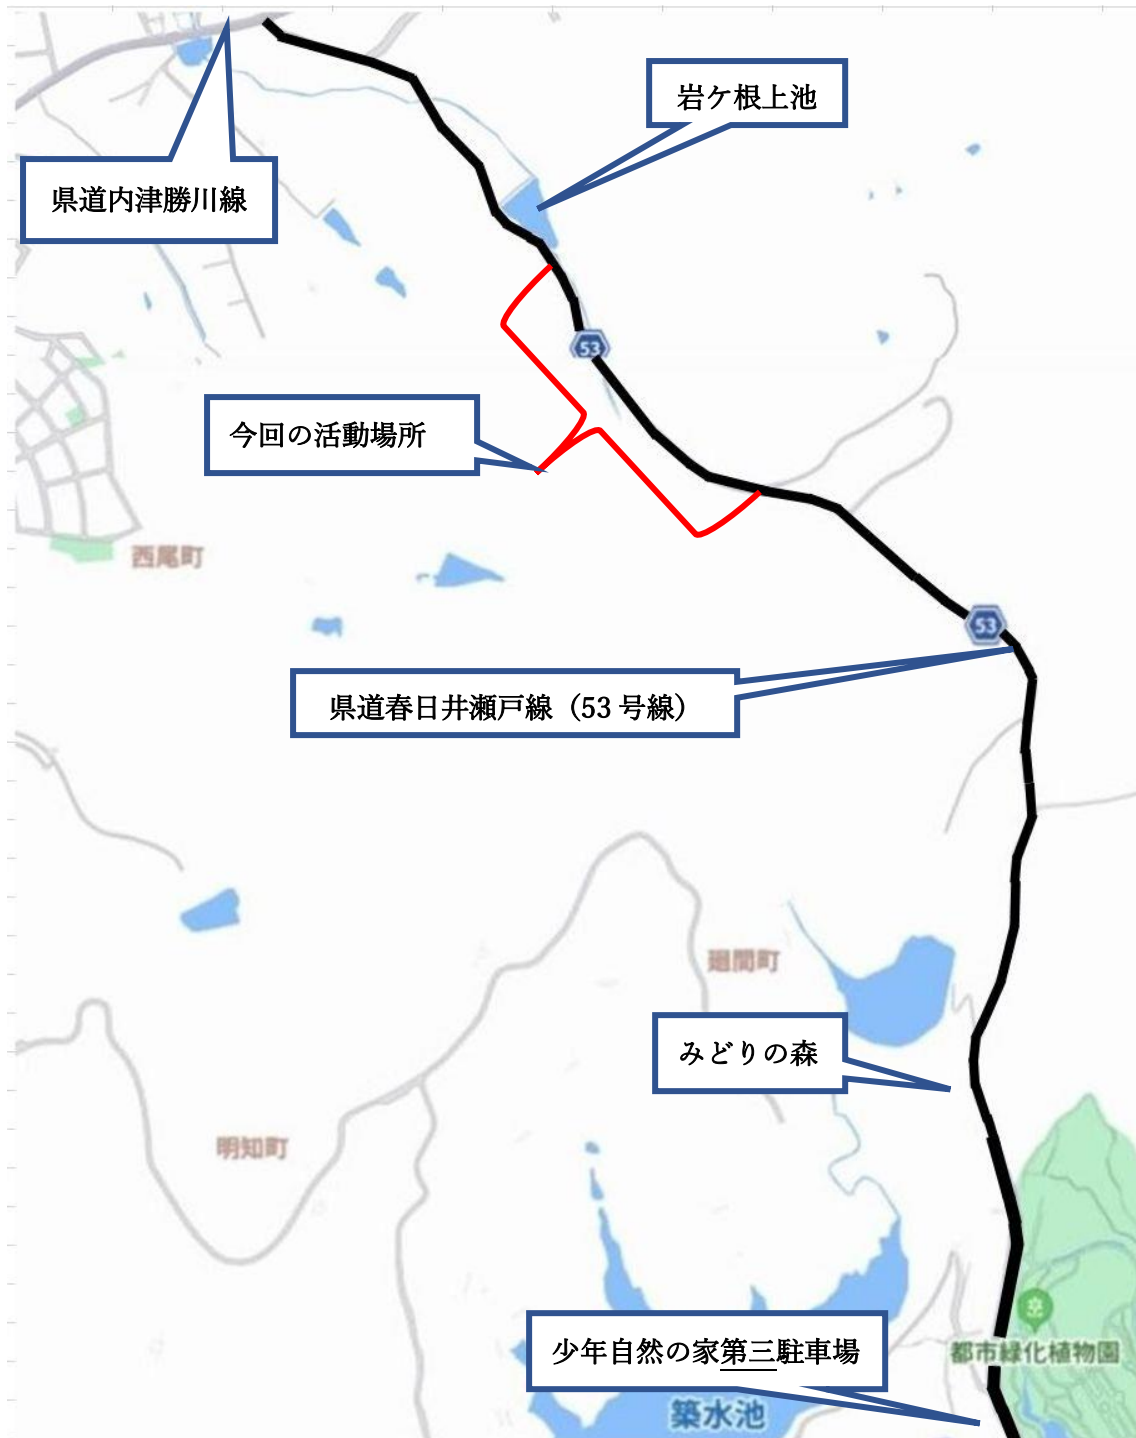 岩ケ根上池
県道内津勝川線
53
今回の活動場所
西尾町
53
県道春日井瀬戸線（53号線）
廻間町
みどりの森
明知町
少年自然の家第三駐車場
都市緑化植物園
築水池